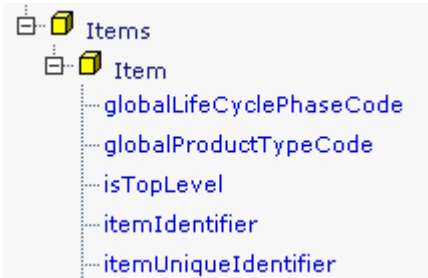 Items
Item
globalLifeCyclePhaseCode
globalProductTypeCode
isTopLevel
itemIdentifier
itemUniqueIdentifier